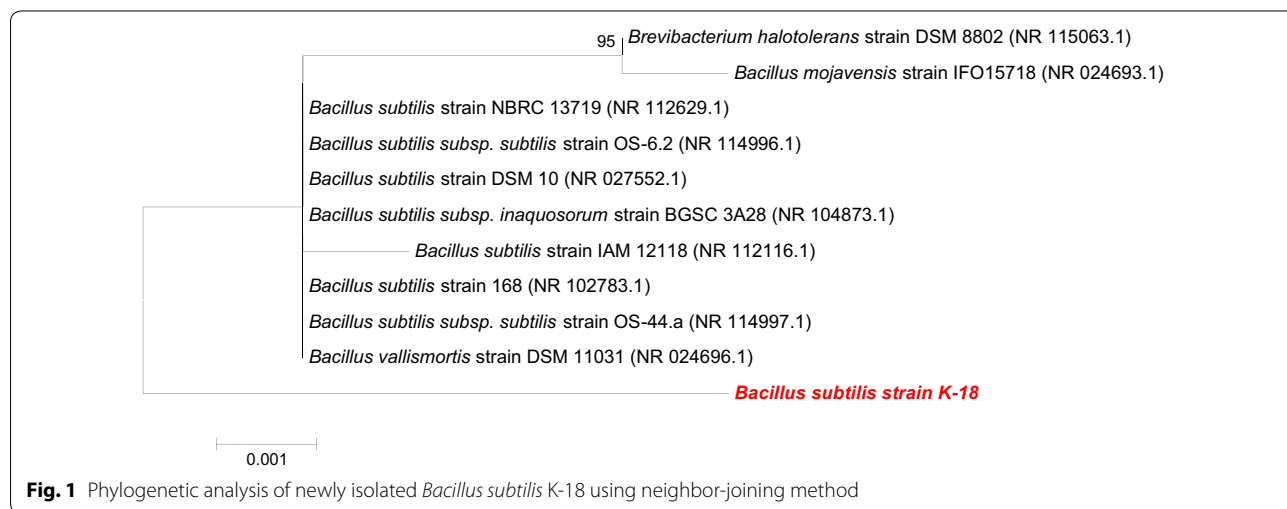 95
Brevibacterium halotolerans strain DSM 8802 (NR 115063.1)
Bacillus mojavensis strain IFO15718 (NR 024693.1)
Bacillus subtilis strain NBRC 13719 (NR 112629.1)
Bacillus subtilis subsp. subtilis strain OS-6.2 (NR 114996.1)
Bacillus subtilis strain DSM 10 (NR 027552.1)
Bacillus subtilis subsp. inaquosorum strain BGSC 3A28 (NR 104873.1)
Bacillus subtilis strain IAM 12118 (NR 112116.1)
Bacillus subtilis strain 168 (NR 102783.1)
Bacillus subtilis subsp. subtilis strain OS-44.a (NR 114997.1)
Bacillus vallismortis strain DSM 11031 (NR 024696.1)
Bacillus subtilis strain K-18
0.001
Fig. 1 Phylogenetic analysis of newly isolated Bacillus subtilis K-18 using neighbor-joining method